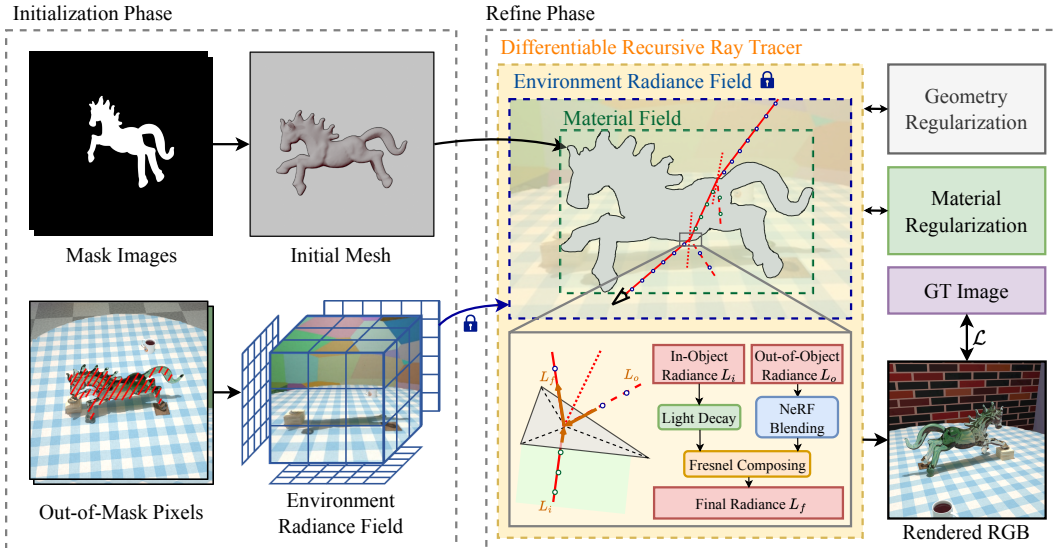 Initialization Phase
Mask Images
Initial Mesh
Out-of-Mask Pixels
Environment
Radiance Field
Refine Phase
Differentiable Recursive Ray Tracer
Environment Radiance Field
Material Field
L_f
L_o
L_i
In-Object
Radiance L_i
Out-of-Object
Radiance L_o
Light Decay
NeRF
Blending
Fresnel Composing
Final Radiance L_f
Geometry
Regularization
Material
Regularization
GT Image
ℒ
Rendered RGB